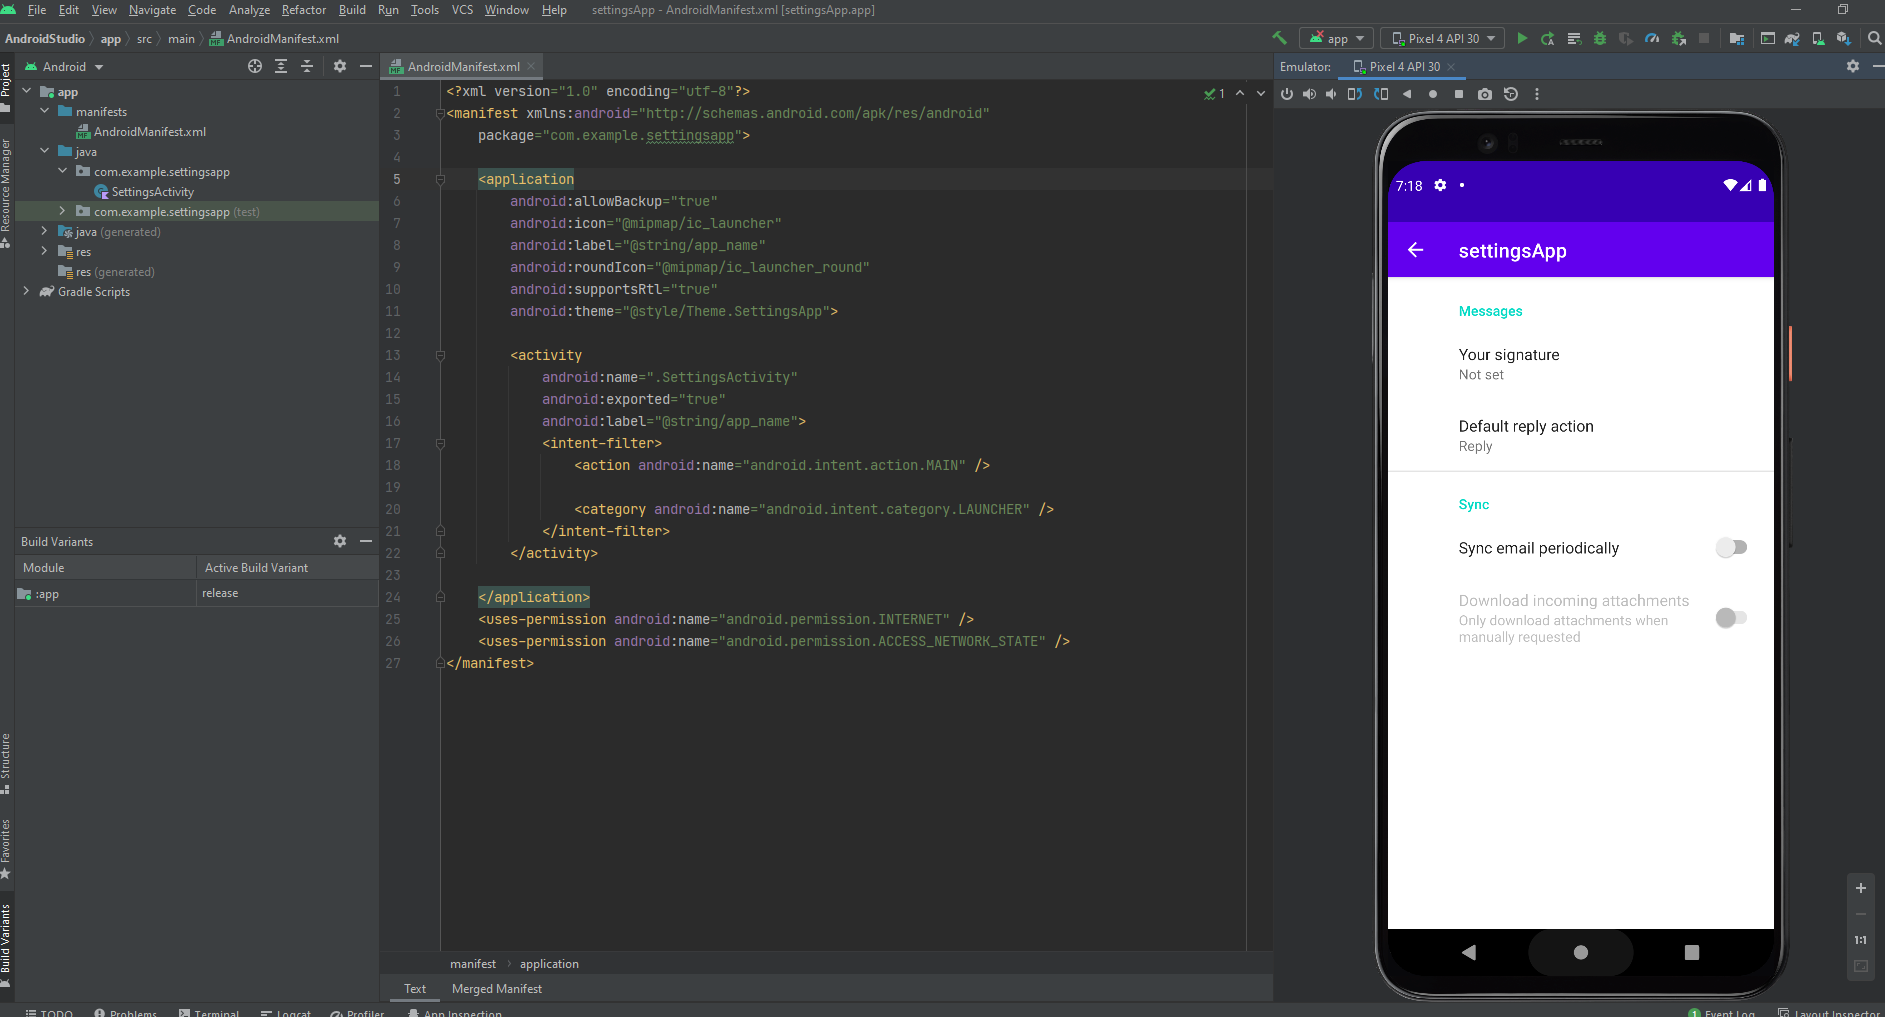 File Edit View Navigate Code Analyze Refactor Build Run Tools VCS Window Help settingsApp - AndroidManifest.xml [settingsApp.app]
AndroidStudio app src main AndroidManifest.xml
app Pixel 4 API 30
Project
Resource Manager
Structure
Favorites
Build Variants
Android
app
manifests
AndroidManifest.xml
java
com.example.settingsapp
SettingsActivity
com.example.settingsapp (test)
java (generated)
res
res (generated)
Gradle Scripts
Build Variants
Module Active Build Variant
:app release
AndroidManifest.xml
1 <?xml version="1.0" encoding="utf-8"?>
2 <manifest xmlns:android="http://schemas.android.com/apk/res/android"
3 package="com.example.settingsapp">
4
5 <application
6 android:allowBackup="true"
7 android:icon="@mipmap/ic_launcher"
8 android:label="@string/app_name"
9 android:roundIcon="@mipmap/ic_launcher_round"
10 android:supportsRtl="true"
11 android:theme="@style/Theme.SettingsApp">
12
13 <activity
14 android:name=".SettingsActivity"
15 android:exported="true"
16 android:label="@string/app_name">
17 <intent-filter>
18 <action android:name="android.intent.action.MAIN" />
19
20 <category android:name="android.intent.category.LAUNCHER" />
21 </intent-filter>
22 </activity>
23
24 </application>
25 <uses-permission android:name="android.permission.INTERNET" />
26 <uses-permission android:name="android.permission.ACCESS_NETWORK_STATE" />
27 </manifest>
1
manifest application
Text Merged Manifest
Emulator: Pixel 4 API 30
7:18
settingsApp
Messages
Your signature
Not set
Default reply action
Reply
Sync
Sync email periodically
Download incoming attachments
Only download attachments when
manually requested
1:1
TODO Problems Terminal Logcat Profiler App Inspection 1 Event Log Layout Inspector